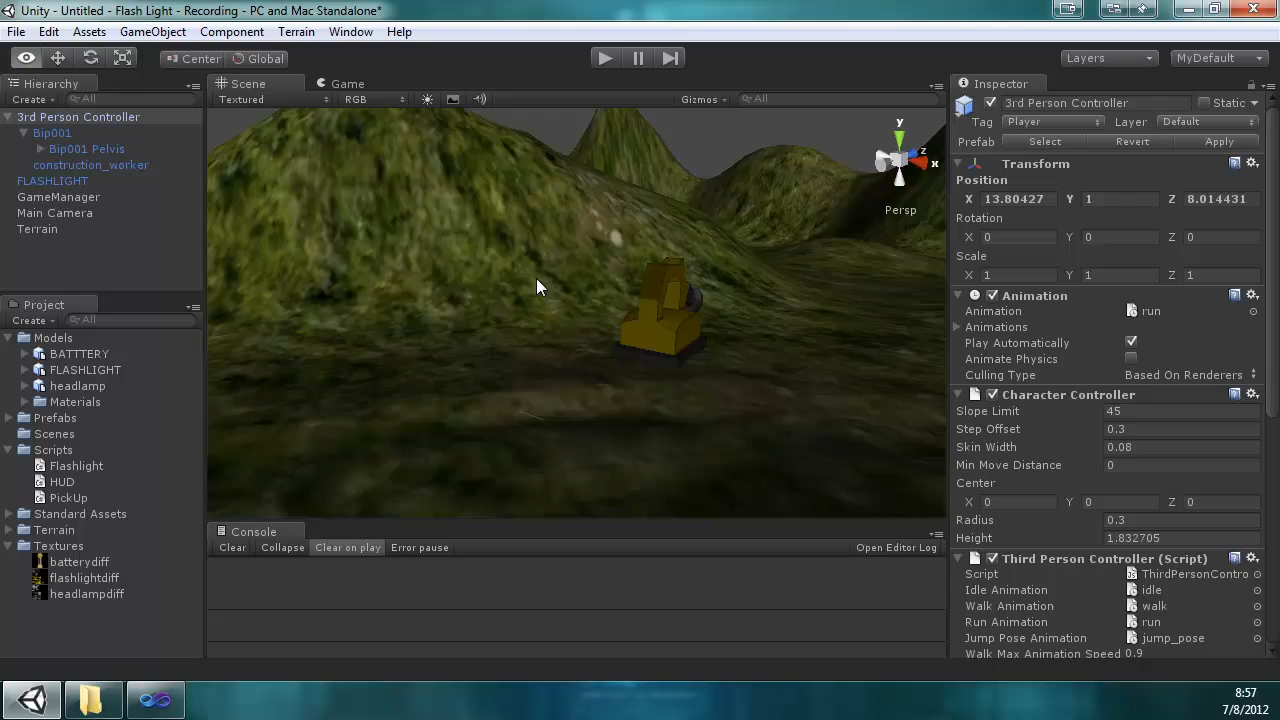 Unity - Untitled - Flash Light - Recording - PC and Mac Standalone*
File Edit Assets GameObject Component Terrain Window Help
Center Global Layers MyDefault
Hierarchy
Create All
3rd Person Controller
Bip001
Bip001 Pelvis
construction_worker
FLASHLIGHT
GameManager
Main Camera
Terrain
Project
Create All
Models
BATTTERY
FLASHLIGHT
headlamp
Materials
Prefabs
Scenes
Scripts
Flashlight
HUD
PickUp
Standard Assets
Terrain
Textures
batterydiff
flashlightdiff
headlampdiff
Scene Game
Textured RGB Gizmos All
y
z
x
Persp
Console
Clear Collapse Clear on play Error pause Open Editor Log
Inspector
3rd Person Controller Static
Tag Player Layer Default
Prefab Select Revert Apply
Transform
Position
X 13.80427 Y 1 Z 8.014431
Rotation
X 0 Y 0 Z 0
Scale
X 1 Y 1 Z 1
Animation
Animation run
Animations
Play Automatically
Animate Physics
Culling Type Based On Renderers
Character Controller
Slope Limit 45
Step Offset 0.3
Skin Width 0.08
Min Move Distance 0
Center
X 0 Y 0 Z 0
Radius 0.3
Height 1.832705
Third Person Controller (Script)
Script ThirdPersonContro
Idle Animation idle
Walk Animation walk
Run Animation run
Jump Pose Animation jump_pose
Walk Max Animation Speed 0.9
8:57
7/8/2012